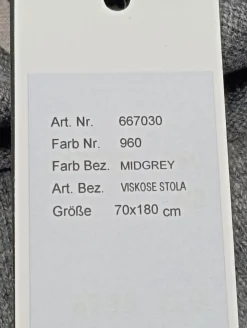 Art. Nr. 667030
Farb Nr. 960
Farb Bez. MIDGREY
Art. Bez. VISKOSE STOLA
Größe 70x180 cm